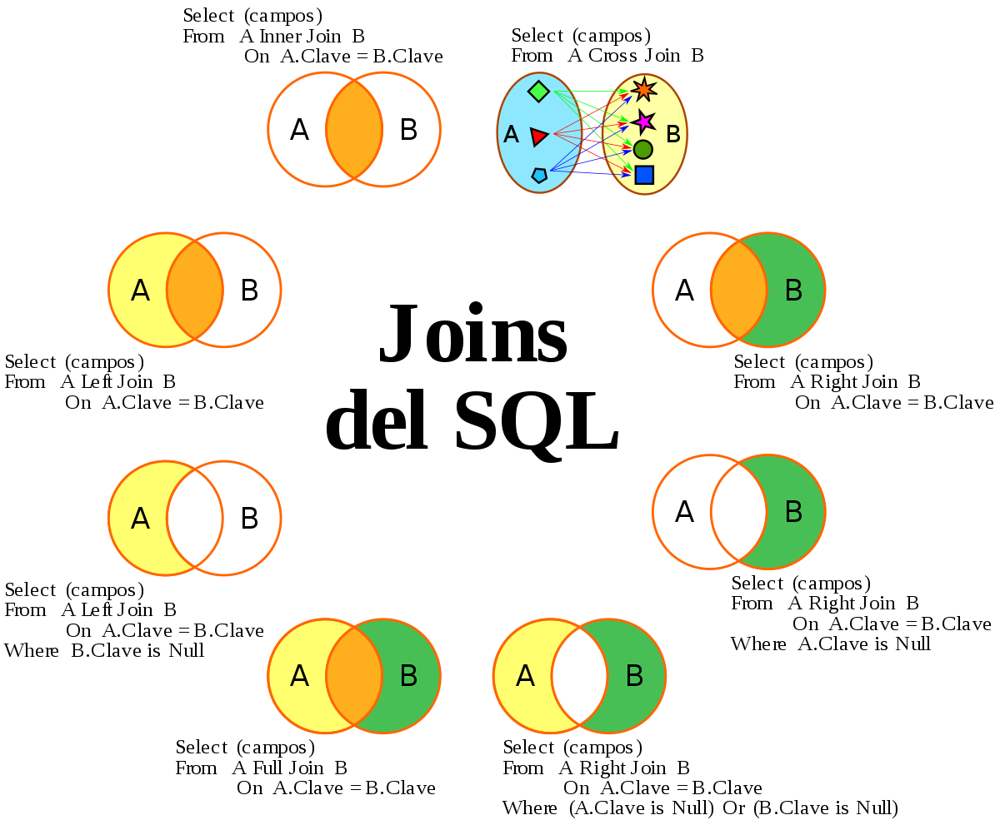 Select (campos)
From A Inner Join B
On A.Clave = B.Clave
A
B
Select (campos)
From A Cross Join B
A
B
A
B
Select (campos)
From A Left Join B
On A.Clave = B.Clave
Joins
del SQL
A
B
Select (campos)
From A Right Join B
On A.Clave = B.Clave
A
B
Select (campos)
From A Left Join B
On A.Clave = B.Clave
Where B.Clave is Null
A
B
Select (campos)
From A Right Join B
On A.Clave = B.Clave
Where A.Clave is Null
A
B
Select (campos)
From A Full Join B
On A.Clave = B.Clave
A
B
Select (campos)
From A Right Join B
On A.Clave = B.Clave
Where (A.Clave is Null) Or (B.Clave is Null)